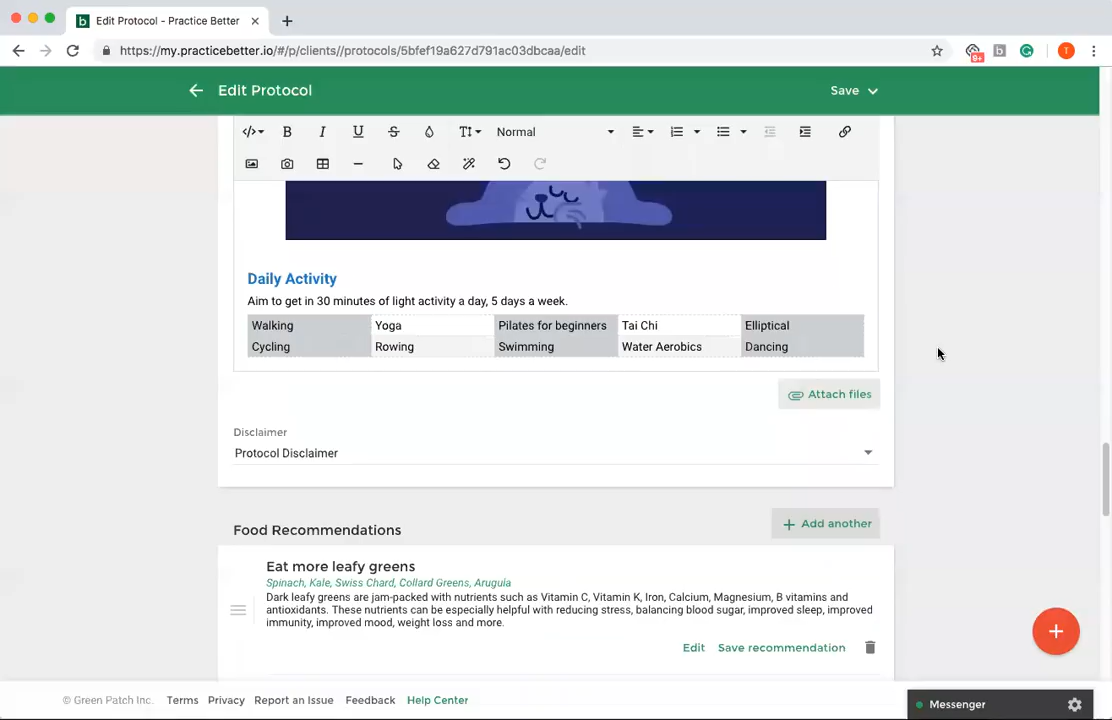 Edit Protocol - Practice Better
https://my.practicebetter.io/#/p/clients//protocols/5bfef19a627d791ac03dbcaa/edit
9+
T
Edit Protocol
Save
Normal
Daily Activity
Aim to get in 30 minutes of light activity a day, 5 days a week.
Walking Yoga Pilates for beginners Tai Chi Elliptical
Cycling Rowing Swimming Water Aerobics Dancing
Attach files
Disclaimer
Protocol Disclaimer
Food Recommendations
Add another
Eat more leafy greens
Spinach, Kale, Swiss Chard, Collard Greens, Aruguía
Dark leafy greens are jam-packed with nutrients such as Vitamin C, Vitamin K, Iron, Calcium, Magnesium, B vitamins and
antioxidants. These nutrients can be especially helpful with reducing stress, balancing blood sugar, improved sleep, improved
immunity, improved mood, weight loss and more.
Edit Save recommendation
© Green Patch Inc. Terms Privacy Report an Issue Feedback Help Center
Messenger